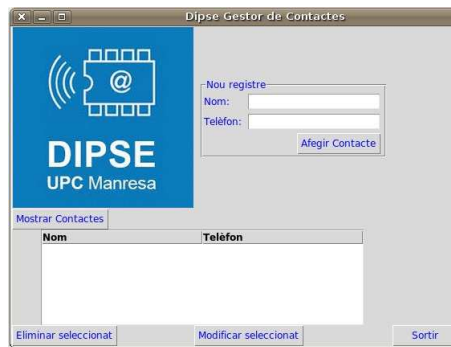 Dipse Gestor de Contactes
@
DIPSE
UPC Manresa
Nou registre
Nom:
Telèfon:
Afegir Contacte
Mostrar Contactes
Nom Telèfon
Eliminar seleccionat Modificar seleccionat Sortir